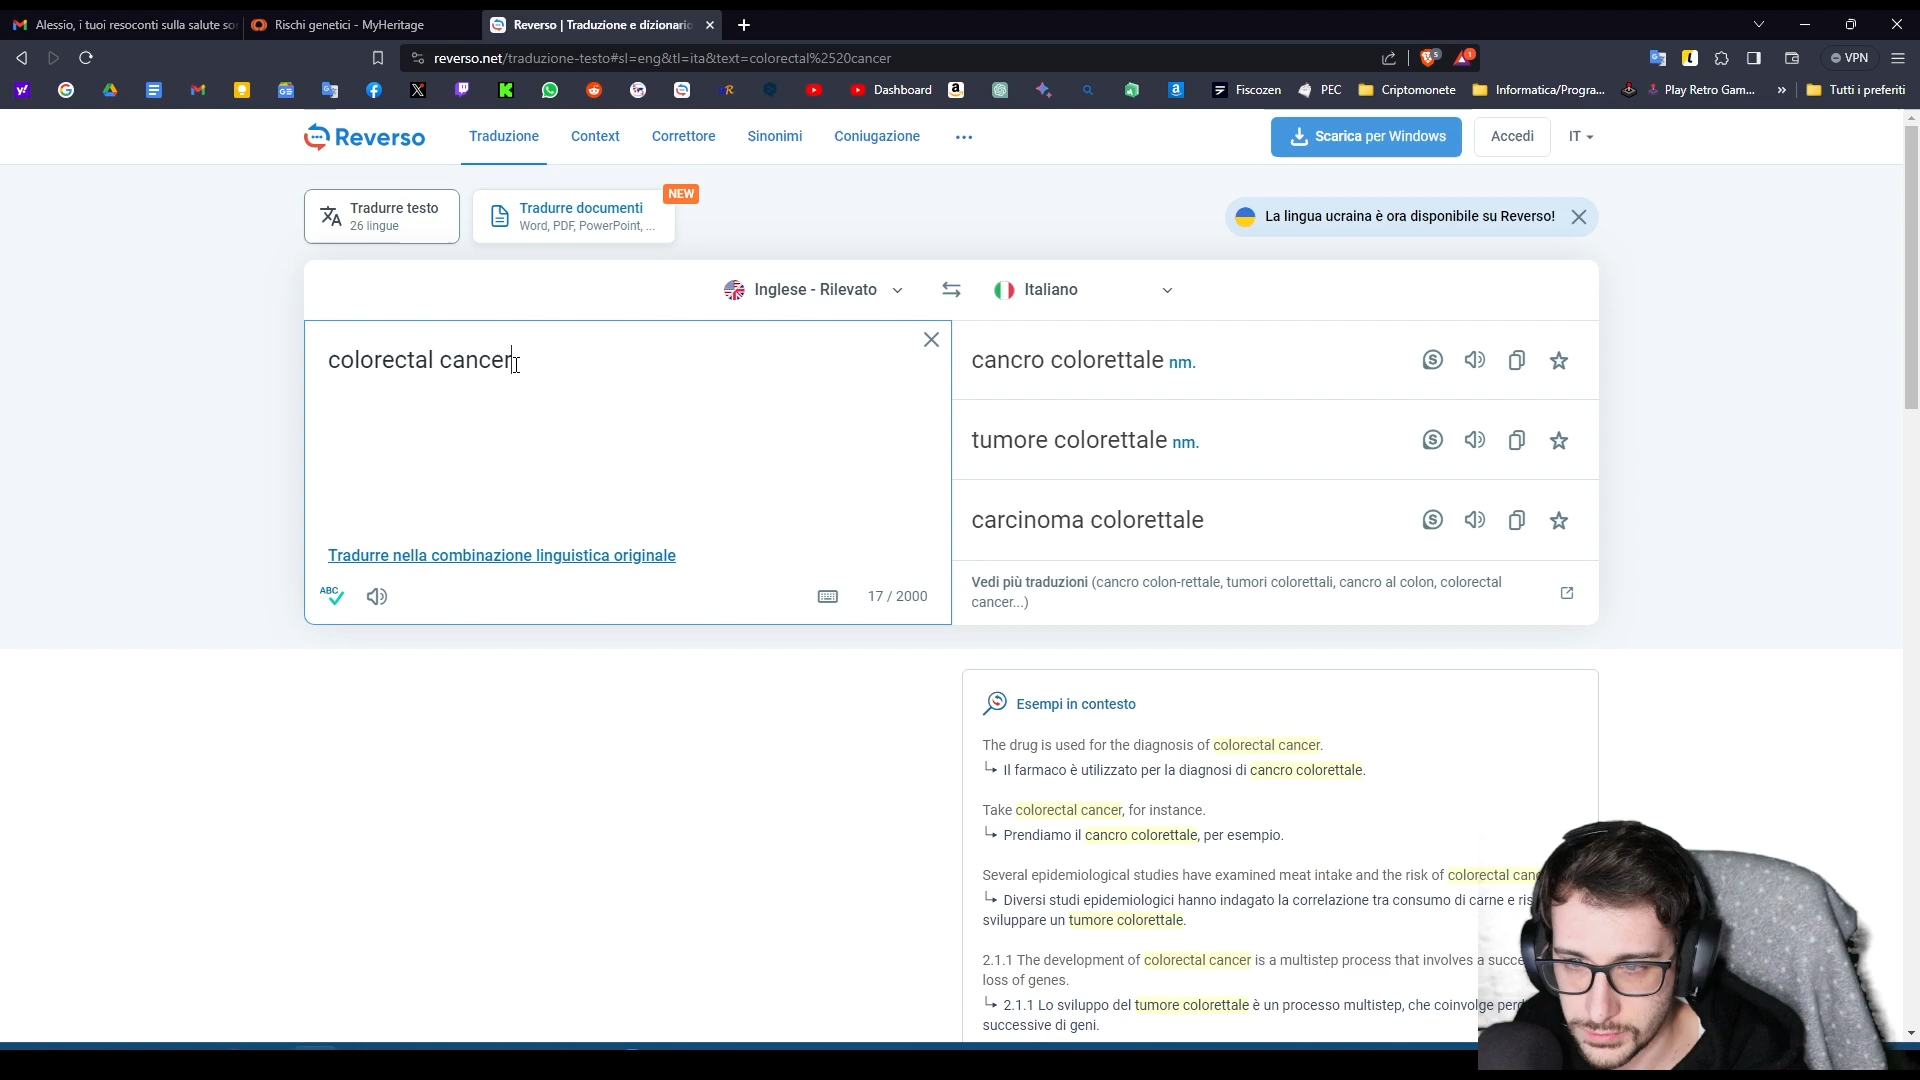 Alessio, i tuoi resoconti sulla salute so
Rischi genetici - MyHeritage
Reverso | Traduzione e dizionario
reverso.net/traduzione-testo#sl=eng&tl=ita&text=colorectal%2520cancer
VPN
Dashboard
Fiscozen
PEC
Criptomonete
Informatica/Progra...
Play Retro Gam...
Tutti i preferiti
Reverso
Traduzione
Context
Correttore
Sinonimi
Coniugazione
Scarica per Windows
Accedi
IT
Tradurre testo
26 lingue
Tradurre documenti
Word, PDF, PowerPoint, ...
NEW
La lingua ucraina è ora disponibile su Reverso!
Inglese - Rilevato
Italiano
colorectal cancer
cancro colorettale nm.
tumore colorettale nm.
carcinoma colorettale
Tradurre nella combinazione linguistica originale
ABC
17 / 2000
Vedi più traduzioni (cancro colon-rettale, tumori colorettali, cancro al colon, colorectal
cancer...)
Esempi in contesto
The drug is used for the diagnosis of colorectal cancer.
Il farmaco è utilizzato per la diagnosi di cancro colorettale.
Take colorectal cancer, for instance.
Prendiamo il cancro colorettale, per esempio.
Several epidemiological studies have examined meat intake and the risk of colorectal canc
Diversi studi epidemiologici hanno indagato la correlazione tra consumo di carne e ris
sviluppare un tumore colorettale.
2.1.1 The development of colorectal cancer is a multistep process that involves a succe
loss of genes.
2.1.1 Lo sviluppo del tumore colorettale è un processo multistep, che coinvolge perd
successive di geni.